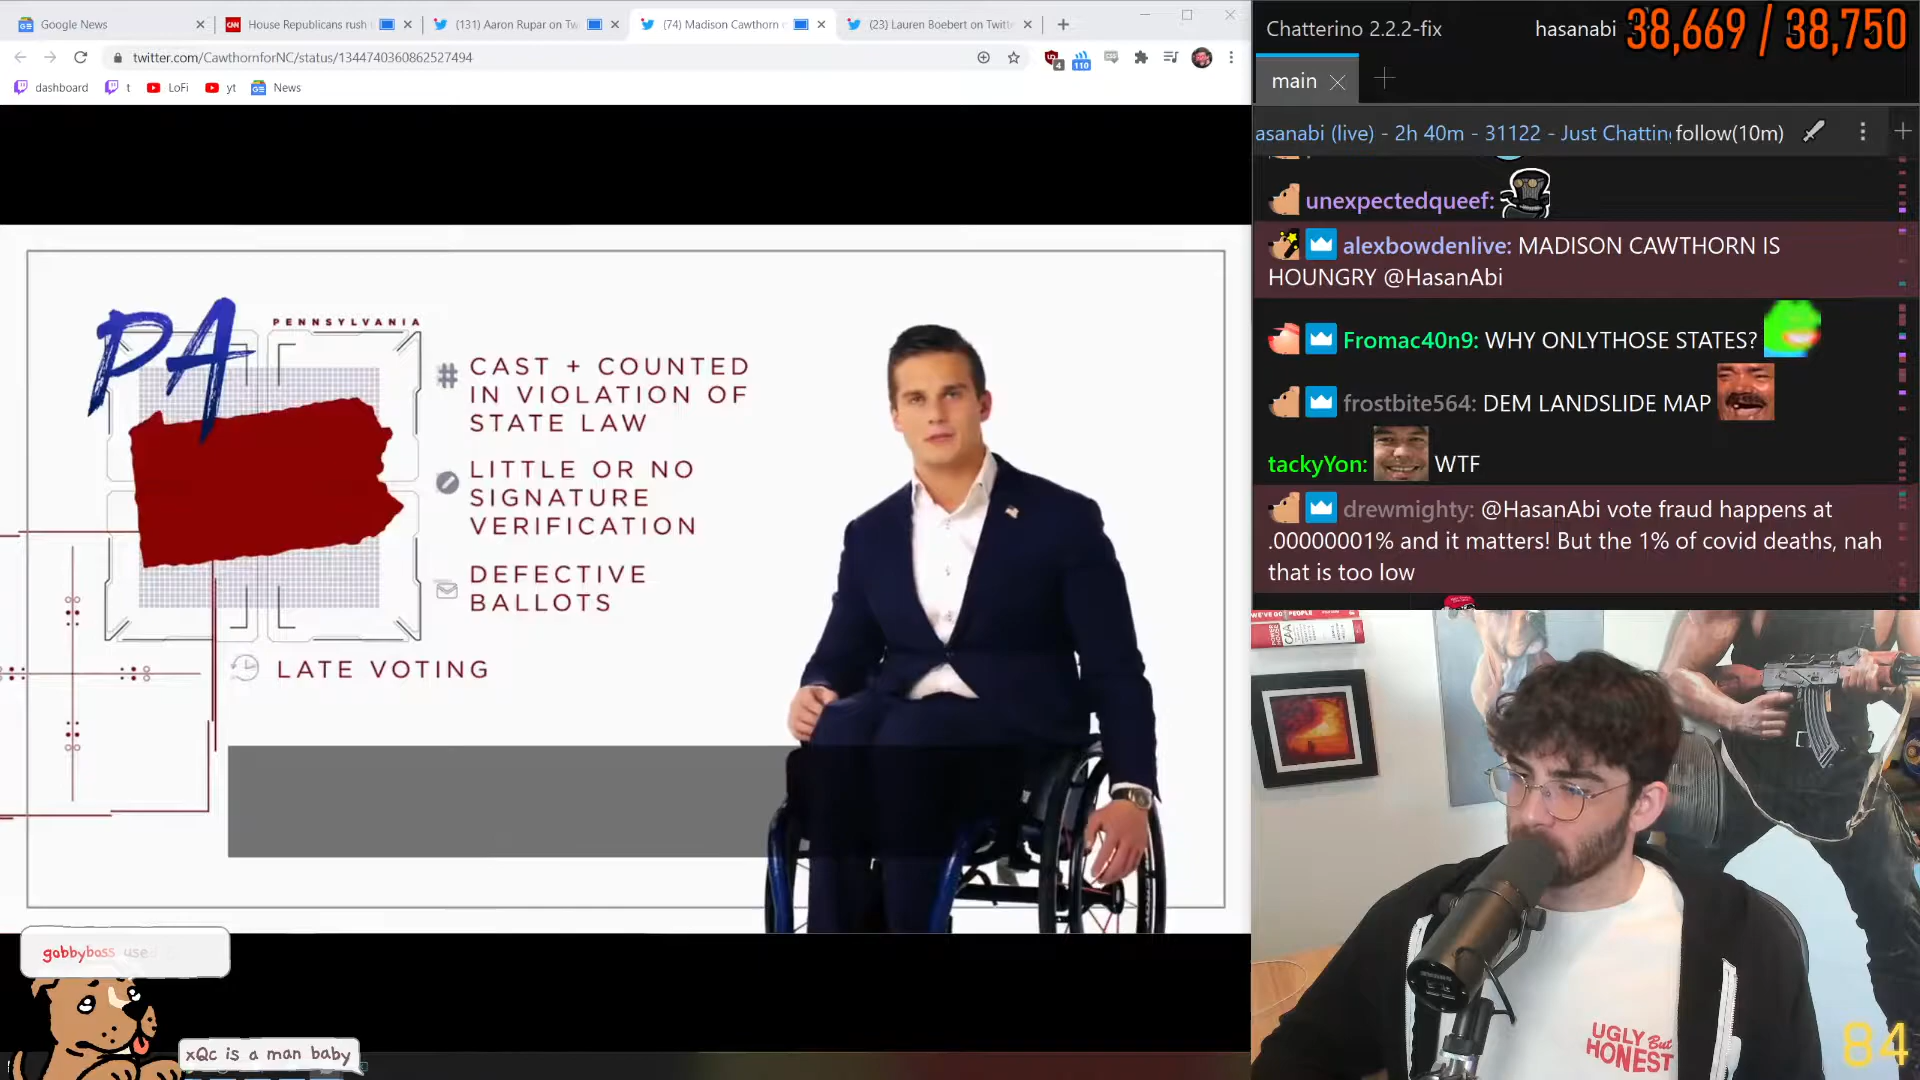 Google News
House Republicans rush
(131) Aaron Rupar on Tw
(74) Madison Cawthorn
(23) Lauren Boebert on Twitt
twitter.com/CawthornforNC/status/1344740360862527494
4
110
dashboard
t
LoFi
yt
News
PA
PENNSYLVANIA
# CAST + COUNTED
IN VIOLATION OF
STATE LAW
LITTLE OR NO
SIGNATURE
VERIFICATION
DEFECTIVE
BALLOTS
LATE VOTING
gabbyboss used
xQc is a man baby
Chatterino 2.2.2-fix
hasanabi
38,669 / 38,750
main
asanabi (live) - 2h 40m - 31122 - Just Chatting
follow(10m)
unexpectedqueef:
alexbowdenlive: MADISON CAWTHORN IS
HOUNGRY @HasanAbi
Fromac40n9: WHY ONLYTHOSE STATES?
frostbite564: DEM LANDSLIDE MAP
tackyYon: WTF
drewmighty: @HasanAbi vote fraud happens at
.00000001% and it matters! But the 1% of covid deaths, nah
that is too low
UGLY But
HONEST
84